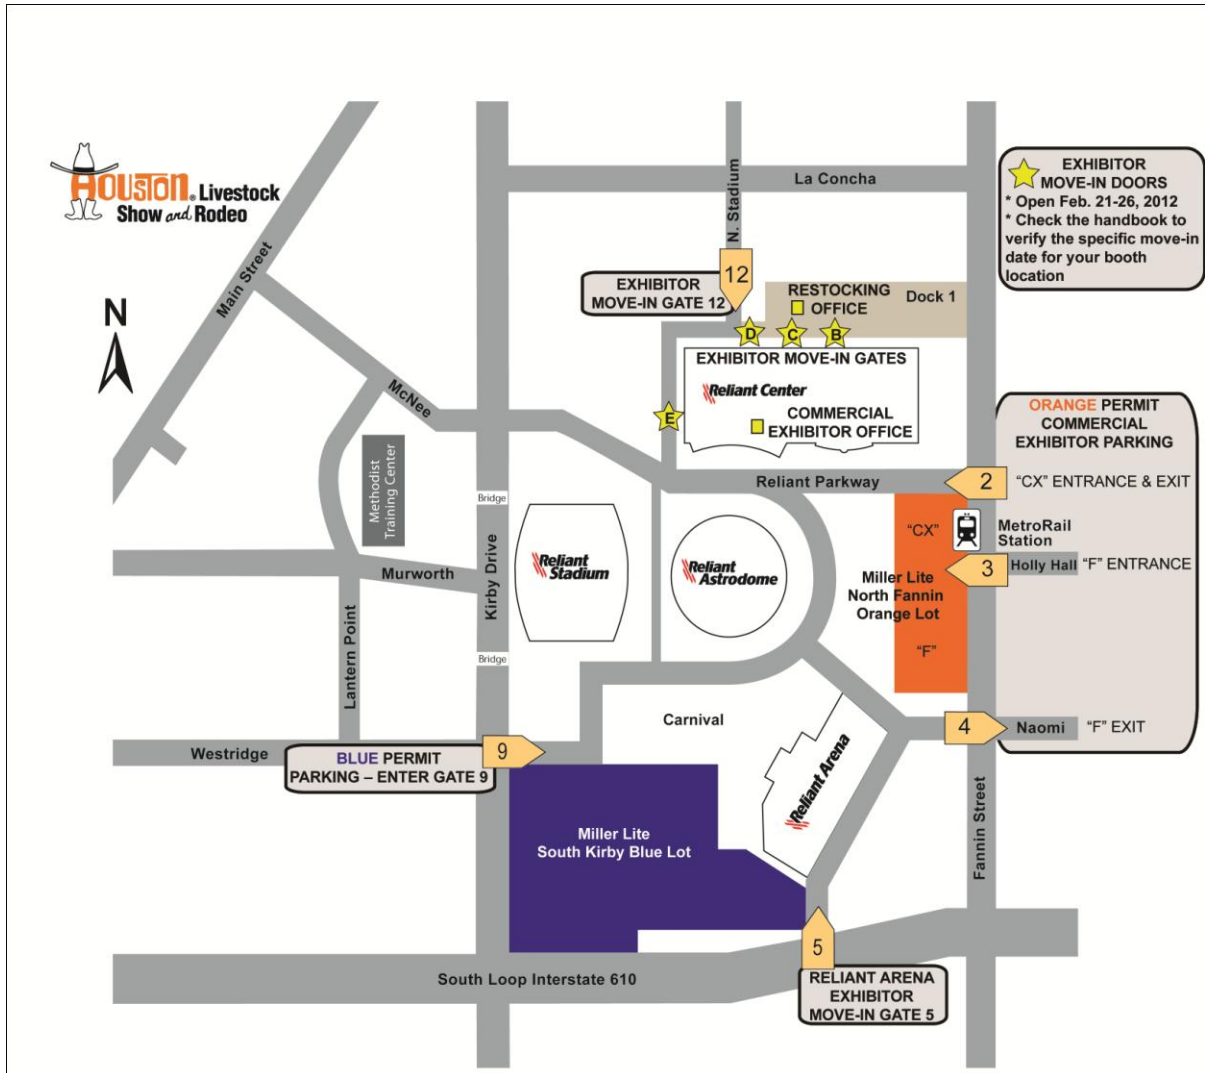 HOUSTON® Livestock
Show and Rodeo
N
La Concha
N. Stadium
EXHIBITOR
MOVE-IN DOORS
* Open Feb. 21-26, 2012
* Check the handbook to
verify the specific move-in
date for your booth
location
Main Street
12
EXHIBITOR
MOVE-IN GATE 12
RESTOCKING
OFFICE
Dock 1
D
C
B
EXHIBITOR MOVE-IN GATES
Reliant Center
E
COMMERCIAL
EXHIBITOR OFFICE
McNee
ORANGE PERMIT
COMMERCIAL
EXHIBITOR PARKING
Reliant Parkway
2
"CX" ENTRANCE & EXIT
Methodist
Training Center
Bridge
"CX"
MetroRail
Station
Kirby Drive
Reliant
Stadium
Reliant
Astrodome
3
Holly Hall
"F" ENTRANCE
Murworth
Miller Lite
North Fannin
Orange Lot
"F"
Lantern Point
Bridge
Carnival
4
Naomi
"F" EXIT
Westridge
9
BLUE PERMIT
PARKING – ENTER GATE 9
Reliant Arena
Fannin Street
Miller Lite
South Kirby Blue Lot
5
South Loop Interstate 610
RELIANT ARENA
EXHIBITOR
MOVE-IN GATE 5